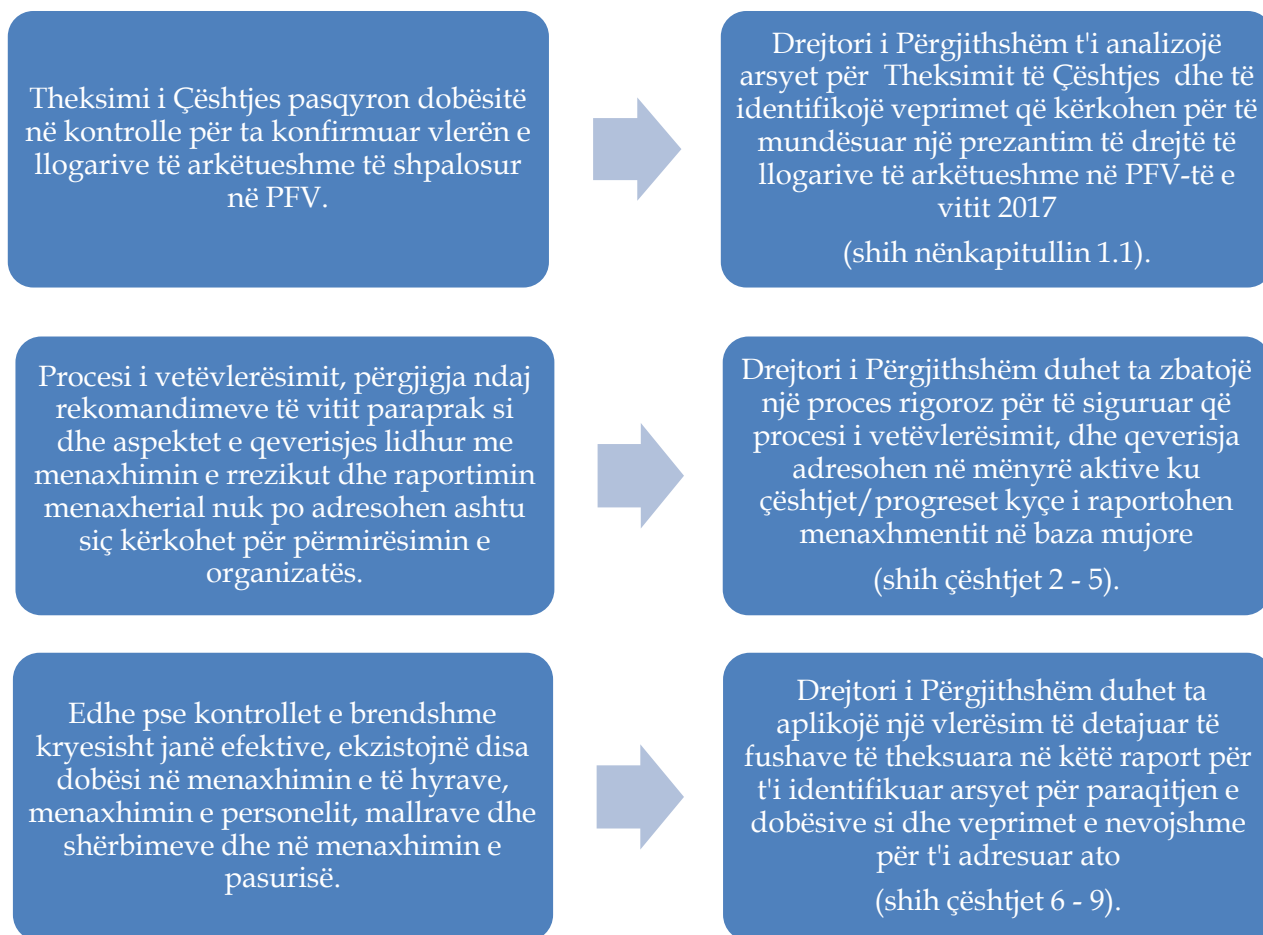 Theksimi i Çështjes pasqyron dobësitë
në kontrolle për ta konfirmuar vlerën e
llogarive të arkëtueshme të shpalosur
në PFV.
Drejtori i Përgjithshëm t'i analizojë
arsyet për  Theksimit të Çështjes  dhe të
identifikojë veprimet që kërkohen për të
mundësuar një prezantim të drejtë të
llogarive të arkëtueshme në PFV-të e
vitit 2017
(shih nënkapitullin 1.1).
Procesi i vetëvlerësimit, përgjigja ndaj
rekomandimeve të vitit paraprak si
dhe aspektet e qeverisjes lidhur me
menaxhimin e rrezikut dhe raportimin
menaxherial nuk po adresohen ashtu
siç kërkohet për përmirësimin e
organizatës.
Drejtori i Përgjithshëm duhet ta zbatojë
një proces rigoroz për të siguruar që
procesi i vetëvlerësimit, dhe qeverisja
adresohen në mënyrë aktive ku
çështjet/progreset kyçe i raportohen
menaxhmentit në baza mujore
(shih çështjet 2 - 5).
Edhe pse kontrollet e brendshme
kryesisht janë efektive, ekzistojnë disa
dobësi në menaxhimin e të hyrave,
menaxhimin e personelit, mallrave dhe
shërbimeve dhe në menaxhimin e
pasurisë.
Drejtori i Përgjithshëm duhet ta
aplikojë një vlerësim të detajuar të
fushave të theksuara në këtë raport për
t'i identifikuar arsyet për paraqitjen e
dobësive si dhe veprimet e nevojshme
për t'i adresuar ato
(shih çështjet 6 - 9).